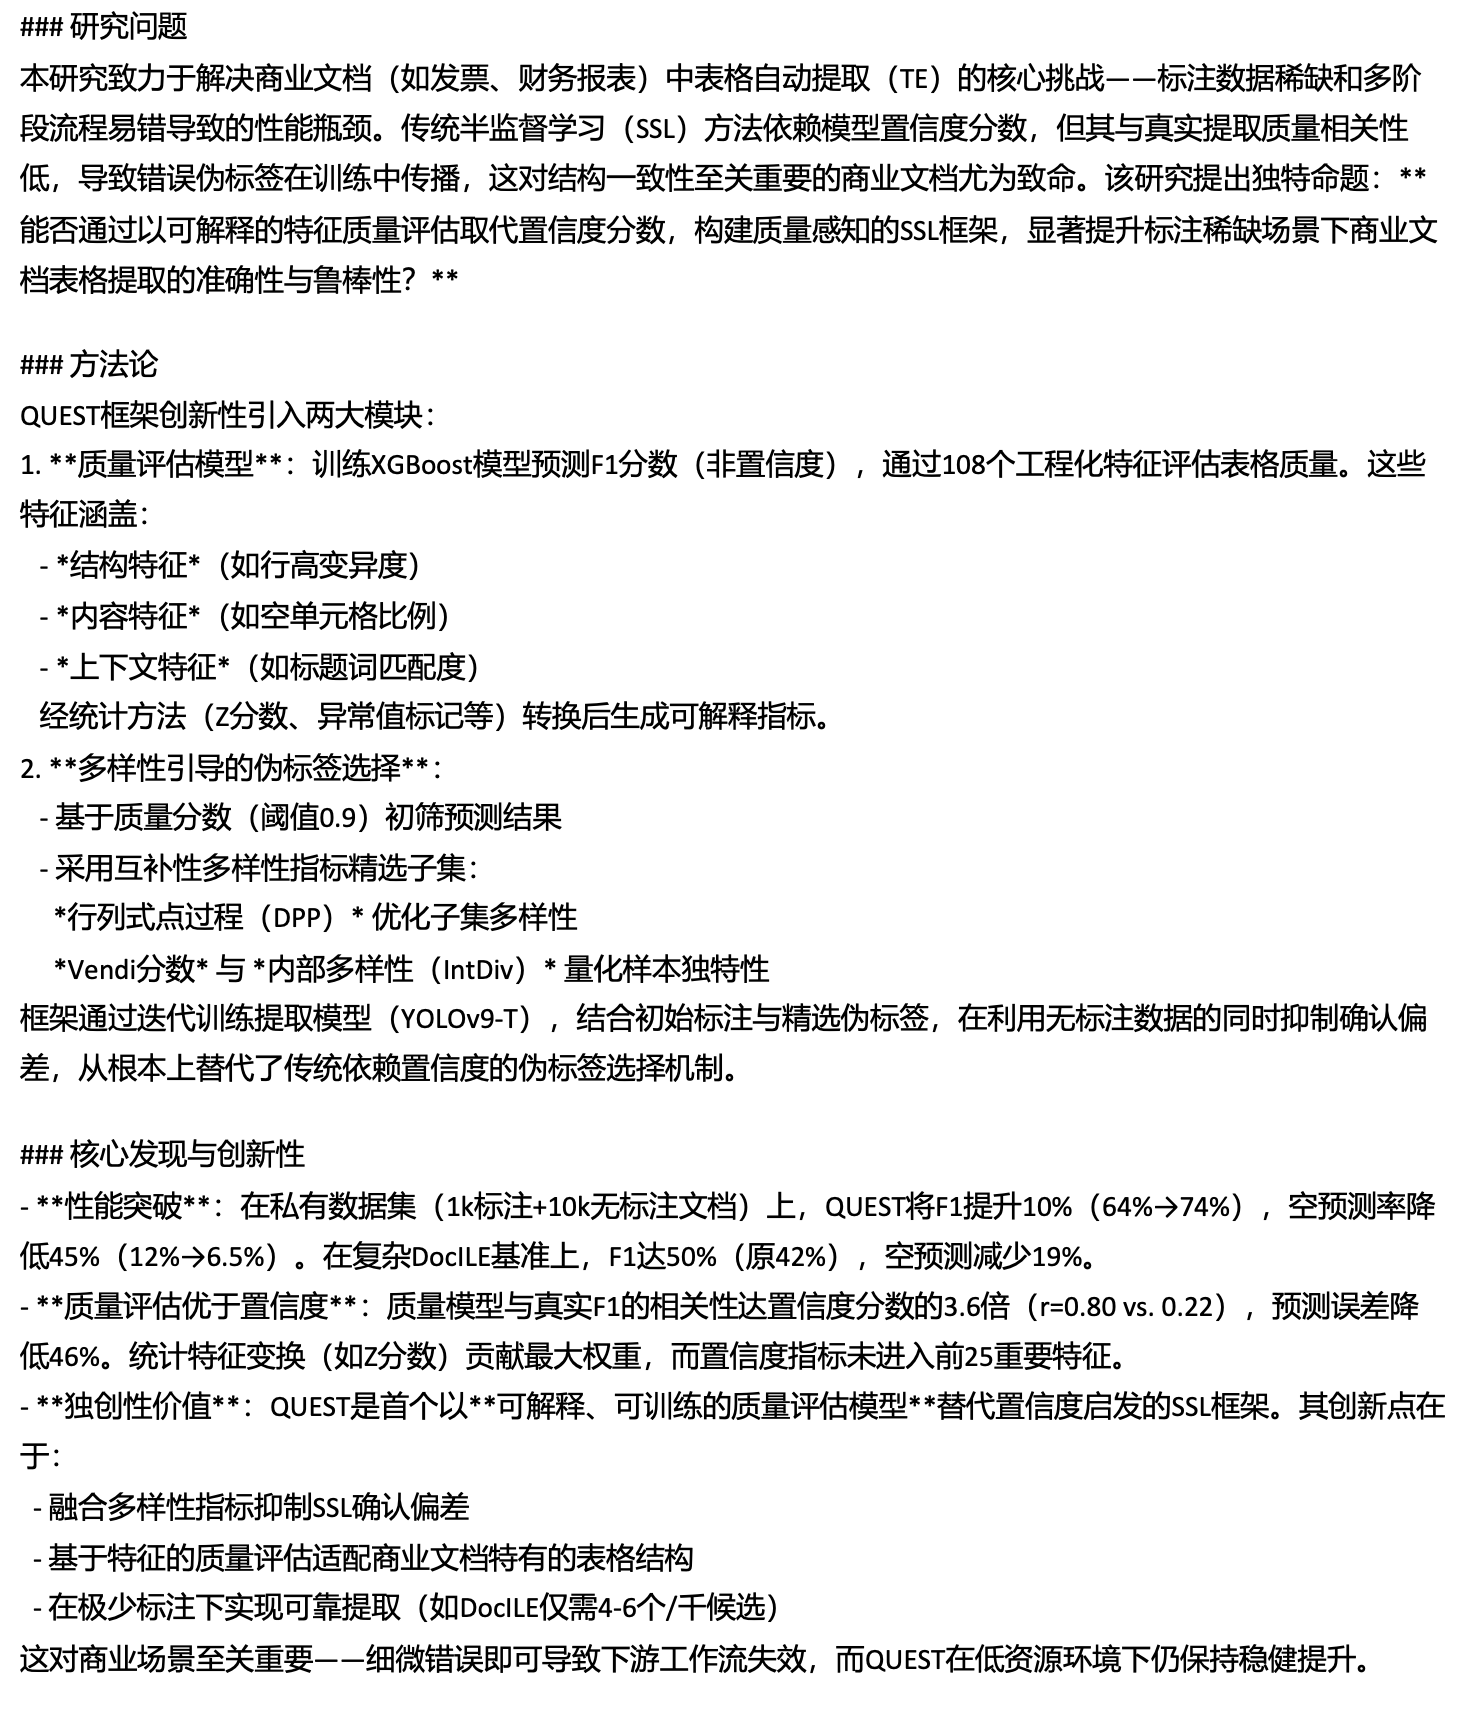 ### 研究问题
本研究致力于解决商业文档（如发票、财务报表）中表格自动提取（TE）的核心挑战——标注数据稀缺和多阶
段流程易错导致的性能瓶颈。传统半监督学习（SSL）方法依赖模型置信度分数，但其与真实提取质量相关性
低，导致错误伪标签在训练中传播，这对结构一致性至关重要的商业文档尤为致命。该研究提出独特命题：**
能否通过以可解释的特征质量评估取代置信度分数，构建质量感知的SSL框架，显著提升标注稀缺场景下商业文
档表格提取的准确性与鲁棒性？**
### 方法论
QUEST框架创新性引入两大模块：
1. **质量评估模型**：训练XGBoost模型预测F1分数（非置信度），通过108个工程化特征评估表格质量。这些
特征涵盖：
- *结构特征*（如行高变异度）
- *内容特征*（如空单元格比例）
- *上下文特征*（如标题词匹配度）
经统计方法（Z分数、异常值标记等）转换后生成可解释指标。
2. **多样性引导的伪标签选择**：
- 基于质量分数（阈值0.9）初筛预测结果
- 采用互补性多样性指标精选子集：
*行列式点过程（DPP）* 优化子集多样性
*Vendi分数* 与 *内部多样性（IntDiv）* 量化样本独特性
框架通过迭代训练提取模型（YOLOv9-T），结合初始标注与精选伪标签，在利用无标注数据的同时抑制确认偏
差，从根本上替代了传统依赖置信度的伪标签选择机制。
### 核心发现与创新性
- **性能突破**：在私有数据集（1k标注+10k无标注文档）上，QUEST将F1提升10%（64%→74%），空预测率降
低45%（12%→6.5%）。在复杂DocILE基准上，F1达50%（原42%），空预测减少19%。
- **质量评估优于置信度**：质量模型与真实F1的相关性达置信度分数的3.6倍（r=0.80 vs. 0.22），预测误差降
低46%。统计特征变换（如Z分数）贡献最大权重，而置信度指标未进入前25重要特征。
- **独创性价值**：QUEST是首个以**可解释、可训练的质量评估模型**替代置信度启发的SSL框架。其创新点在
于：
- 融合多样性指标抑制SSL确认偏差
- 基于特征的质量评估适配商业文档特有的表格结构
- 在极少标注下实现可靠提取（如DocILE仅需4-6个/千候选）
这对商业场景至关重要——细微错误即可导致下游工作流失效，而QUEST在低资源环境下仍保持稳健提升。